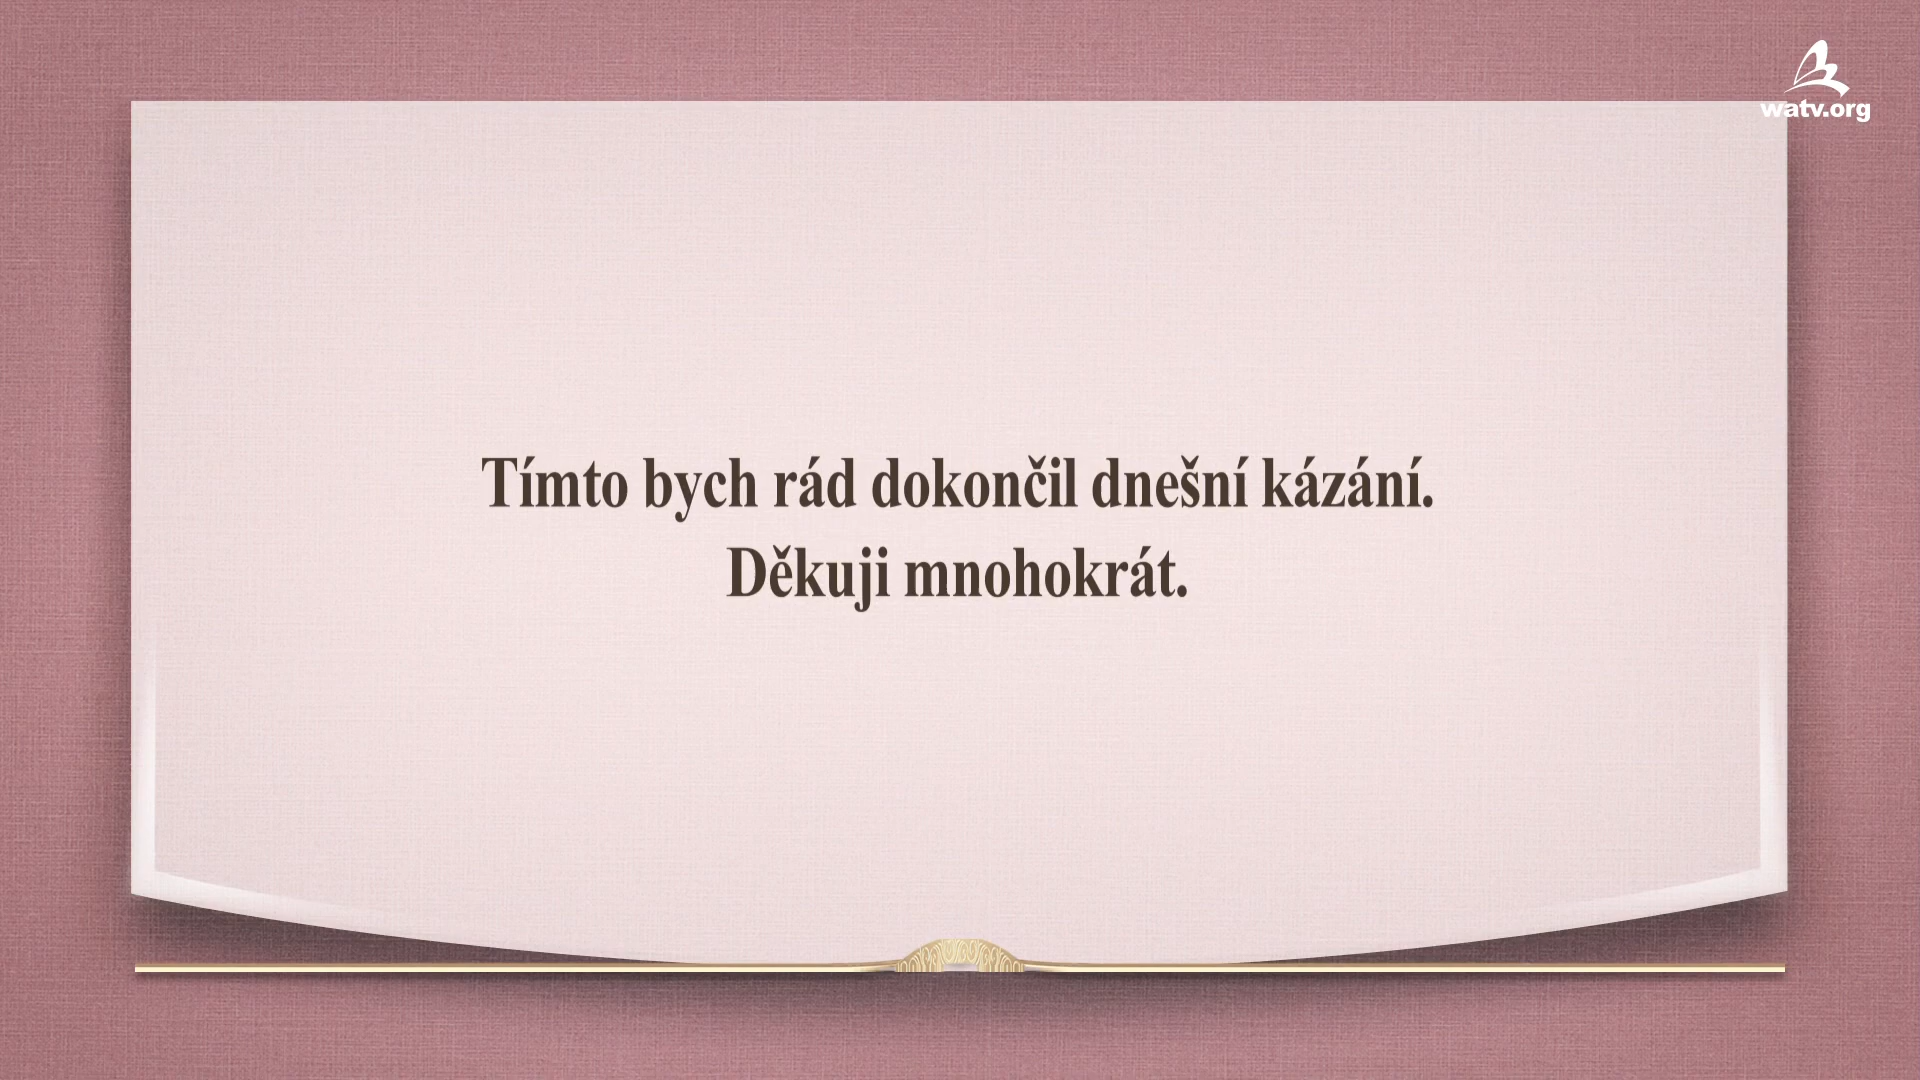 watv.org
Tímto bych rád dokončil dnešní kázání.
Děkuji mnohokrát.